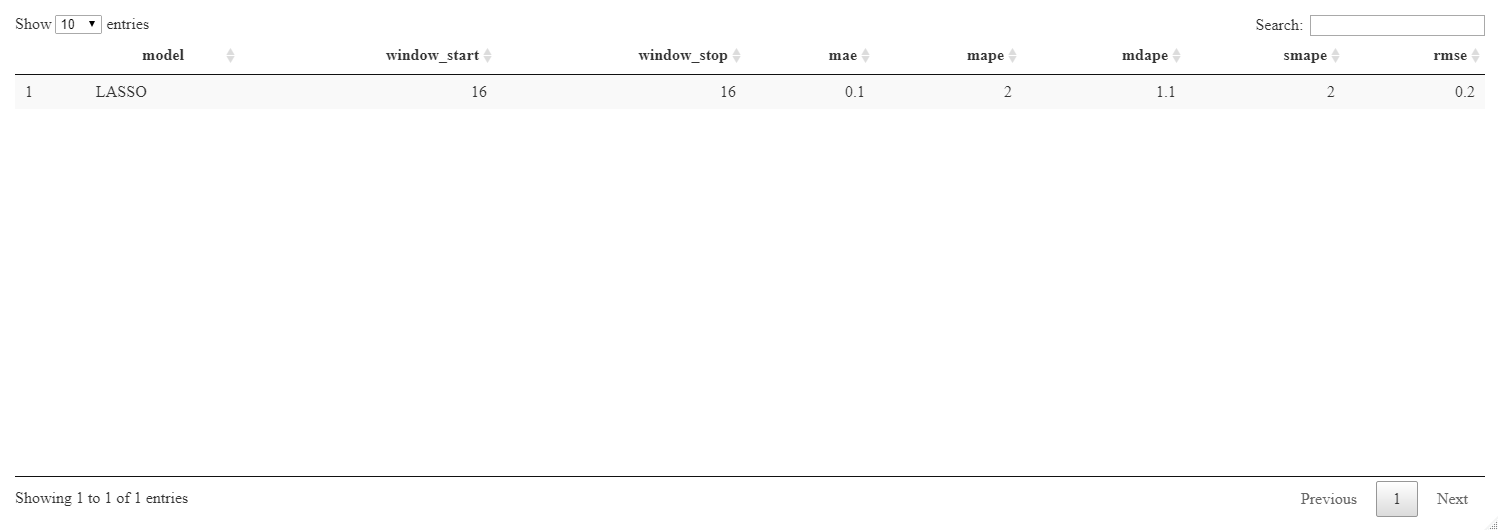 Show 10 entries Search:
model window_start window_stop mae mape mdape smape rmse
1 LASSO 16 16 0.1 2 1.1 2 0.2
Showing 1 to 1 of 1 entries Previous 1 Next